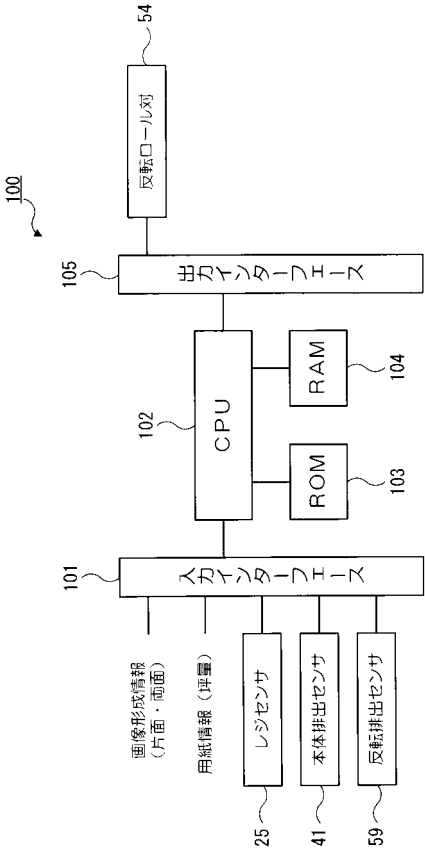 100
画像形成情報
(片面・両面)
用紙情報(坪量)
レジセンサ
25
本体排出センサ
41
反転排出センサ
59
101
入力インターフェース
102
CPU
ROM
103
RAM
104
105
出力インターフェース
反転ロール対
54